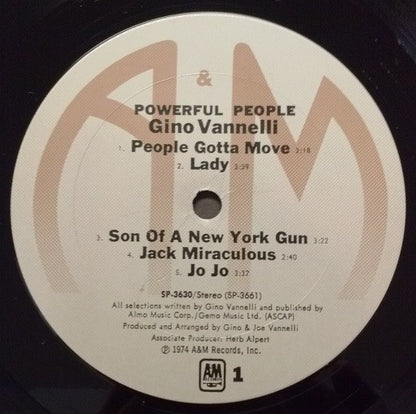 A&M
POWERFUL PEOPLE
Gino Vannelli
1. People Gotta Move 3:18
2. Lady 3:39
3. Son Of A New York Gun 3:22
4. Jack Miraculous 2:40
5. Jo Jo 3:37
SP-3630/Stereo (SP-3661)
All selections written by Gino Vannelli and published by
Almo Music Corp./Gemo Music Ltd. (ASCAP)
Produced and Arranged by Gino & Joe Vannelli
Associate Producer: Herb Alpert
℗ 1974 A&M Records, Inc.
A&M
RECORDS
1